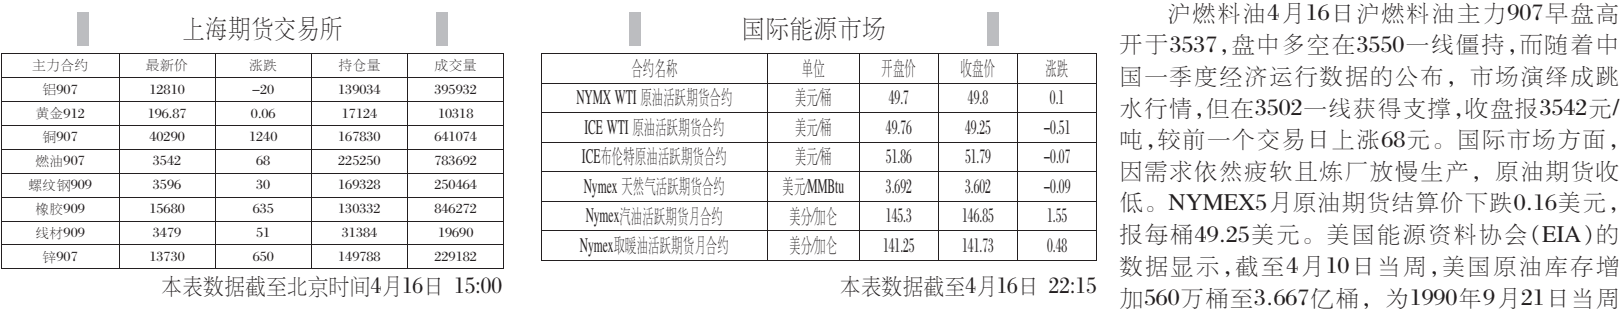 上海期货交易所
主力合约 最新价 涨跌 持仓量 成交量
铝907 12810 -20 139034 395932
黄金912 196.87 0.06 17124 10318
铜907 40290 1240 167830 641074
燃油907 3542 68 225250 783692
螺纹钢909 3596 30 169328 250464
橡胶909 15680 635 130332 846272
线材909 3479 51 31384 19690
锌907 13730 650 149788 229182
本表数据截至北京时间4月16日 15:00
国际能源市场
合约名称 单位 开盘价 收盘价 涨跌
NYMX WTI 原油活跃期货合约 美元/桶 49.7 49.8 0.1
ICE WTI 原油活跃期货合约 美元/桶 49.76 49.25 -0.51
ICE布伦特原油活跃期货合约 美元/桶 51.86 51.79 -0.07
Nymex 天然气活跃期货合约 美元/MMBtu 3.692 3.602 -0.09
Nymex汽油活跃期货月合约 美分/加仑 145.3 146.85 1.55
Nymex取暖油活跃期货月合约 美分/加仑 141.25 141.73 0.48
本表数据截至4月16日 22:15
沪燃料油4月16日沪燃料油主力907早盘高
开于3537,盘中多空在3550一线僵持,而随着中
国一季度经济运行数据的公布，市场演绎成跳
水行情,但在3502一线获得支撑,收盘报3542元/
吨,较前一个交易日上涨68元。国际市场方面,
因需求依然疲软且炼厂放慢生产，原油期货收
低。NYMEX5月原油期货结算价下跌0.16美元,
报每桶49.25美元。美国能源资料协会(EIA)的
数据显示,截至4月10日当周,美国原油库存增
加560万桶至3.667亿桶，为1990年9月21日当周